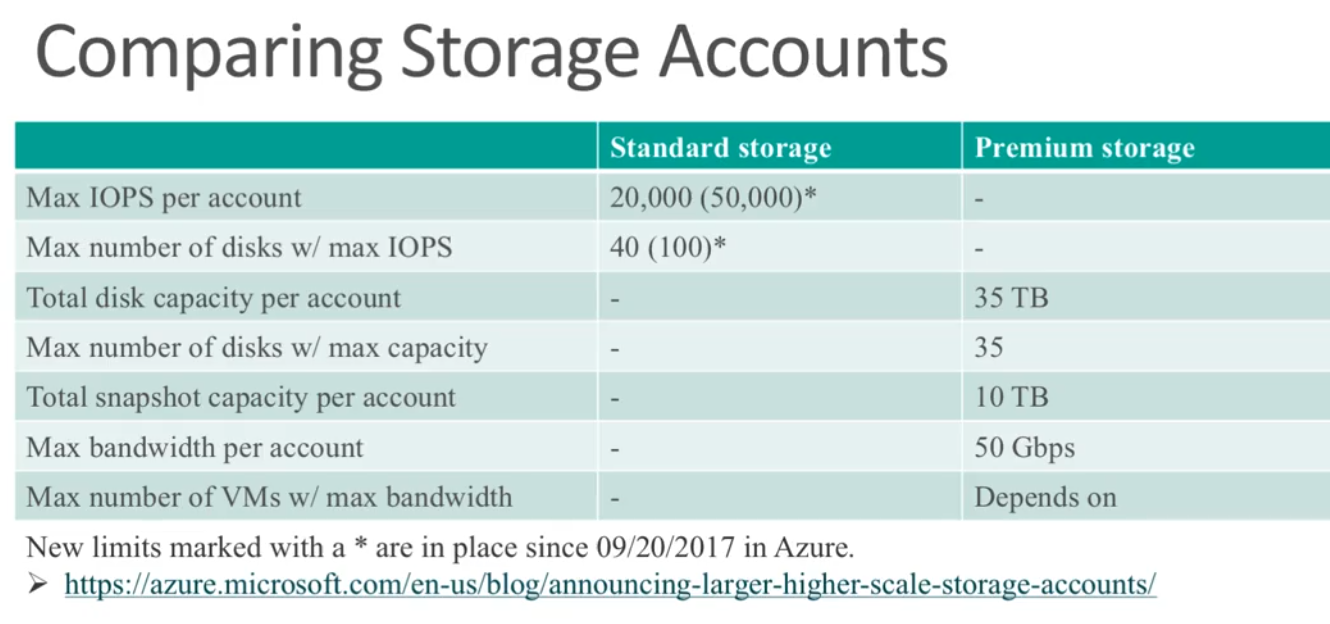 Comparing Storage Accounts
Standard storage Premium storage
Max IOPS per account 20,000 (50,000)* -
Max number of disks w/ max IOPS 40 (100)* -
Total disk capacity per account - 35 TB
Max number of disks w/ max capacity - 35
Total snapshot capacity per account - 10 TB
Max bandwidth per account - 50 Gbps
Max number of VMs w/ max bandwidth - Depends on
New limits marked with a * are in place since 09/20/2017 in Azure.
➢ https://azure.microsoft.com/en-us/blog/announcing-larger-higher-scale-storage-accounts/